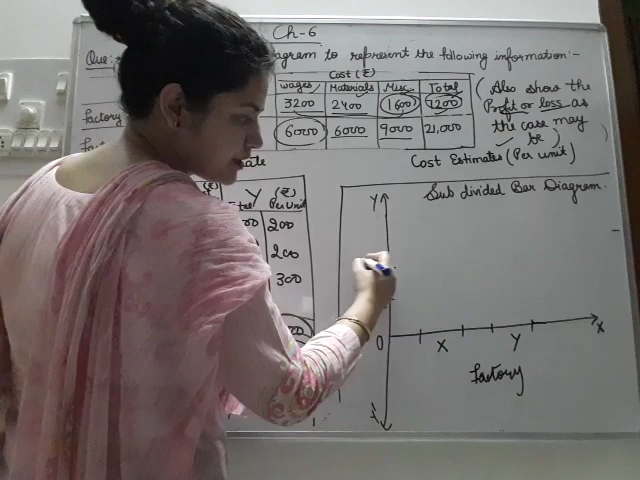 Ch-6
Que:
agram to represent the following information:-
Cost (₹)
Wages Materials Misc. Total
3200 2400 1600 7200
Factory 6000 6000 9000 21,000
(Also show the
Profit or loss as
the case may
be)
Cost Estimates (Per unit)
Y (₹)
Per Unit
200
200
300
Sub divided Bar Diagram.
Y
0 X Y X
Factory